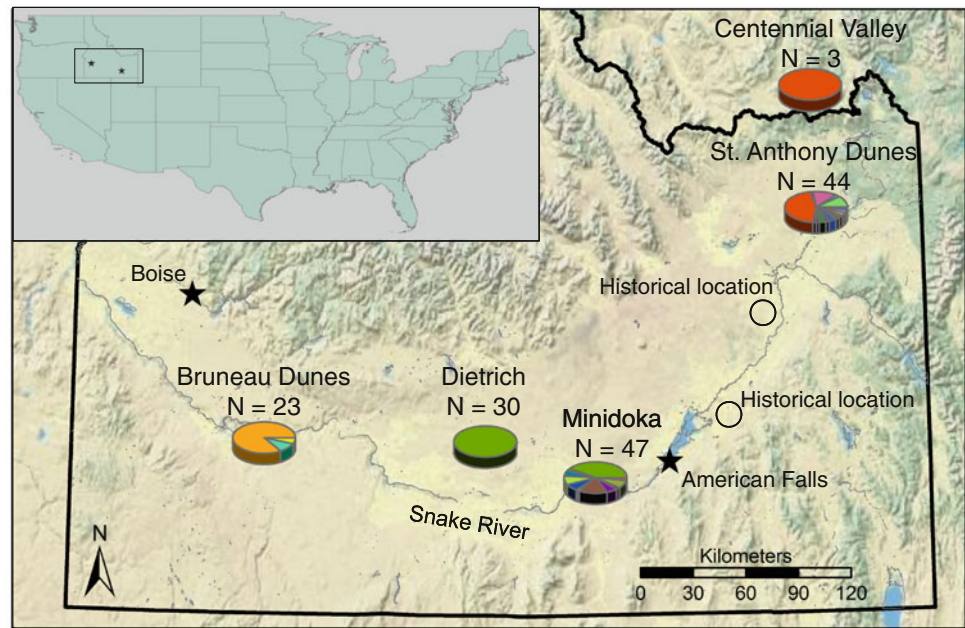 Centennial Valley
N = 3
St. Anthony Dunes
N = 44
Boise
Historical location
Bruneau Dunes
N = 23
Dietrich
N = 30
Minidoka
N = 47
Historical location
American Falls
Snake River
N
Kilometers
0 30 60 90 120